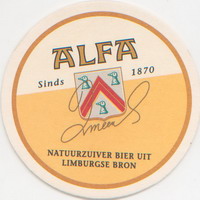 ALFA
Sinds 1870
NATUURZUIVER BIER UIT
LIMBURGSE BRON